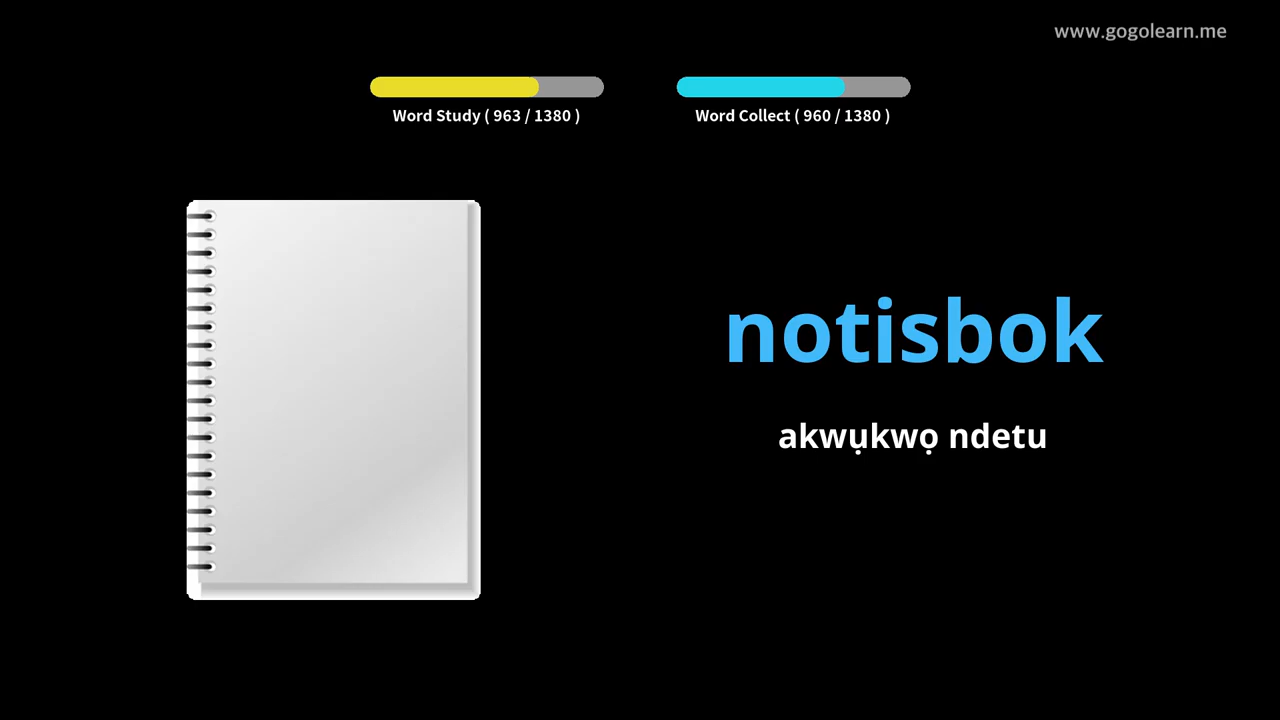 www.gogolearn.me
Word Study ( 963 / 1380 )
Word Collect ( 960 / 1380 )
notisbok
akwụkwọ ndetu